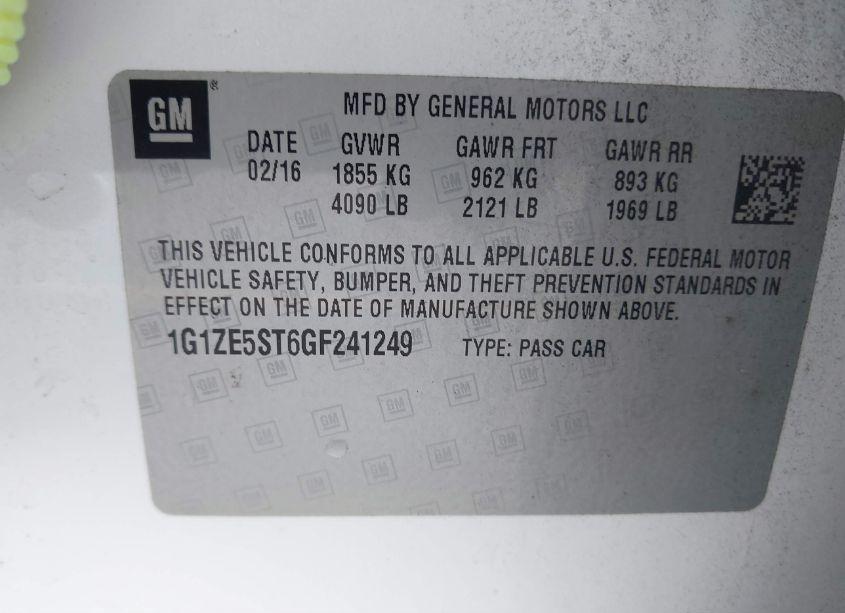 GM ®
MFD BY GENERAL MOTORS LLC
DATE GVWR GAWR FRT GAWR RR
02/16 1855 KG 962 KG 893 KG
4090 LB 2121 LB 1969 LB
THIS VEHICLE CONFORMS TO ALL APPLICABLE U.S. FEDERAL MOTOR
VEHICLE SAFETY, BUMPER, AND THEFT PREVENTION STANDARDS IN
EFFECT ON THE DATE OF MANUFACTURE SHOWN ABOVE.
1G1ZE5ST6GF241249 TYPE: PASS CAR